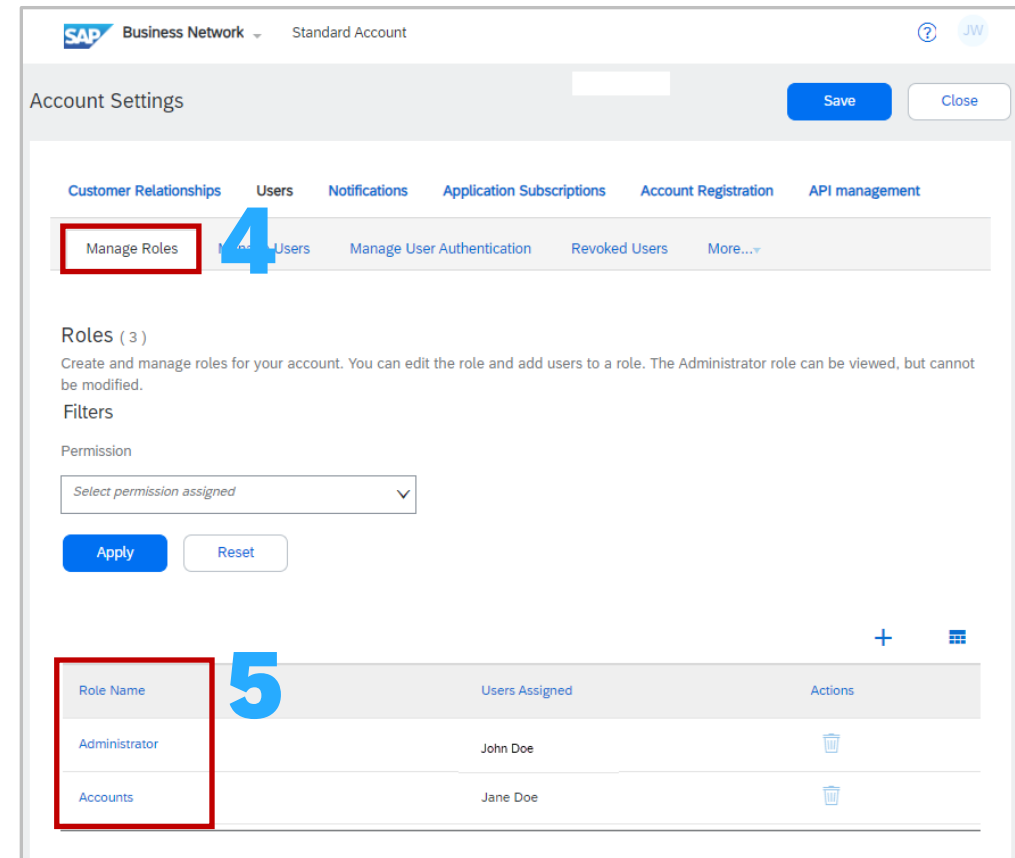 SAP Business Network Standard Account ? JW
Account Settings Save Close
Customer Relationships Users Notifications Application Subscriptions Account Registration API management
Manage Roles Users Manage User Authentication Revoked Users More...
4
Roles (3)
Create and manage roles for your account. You can edit the role and add users to a role. The Administrator role can be viewed, but cannot
be modified.
Filters
Permission
Select permission assigned
Apply Reset
+
5
Role Name Users Assigned Actions
Administrator John Doe
Accounts Jane Doe